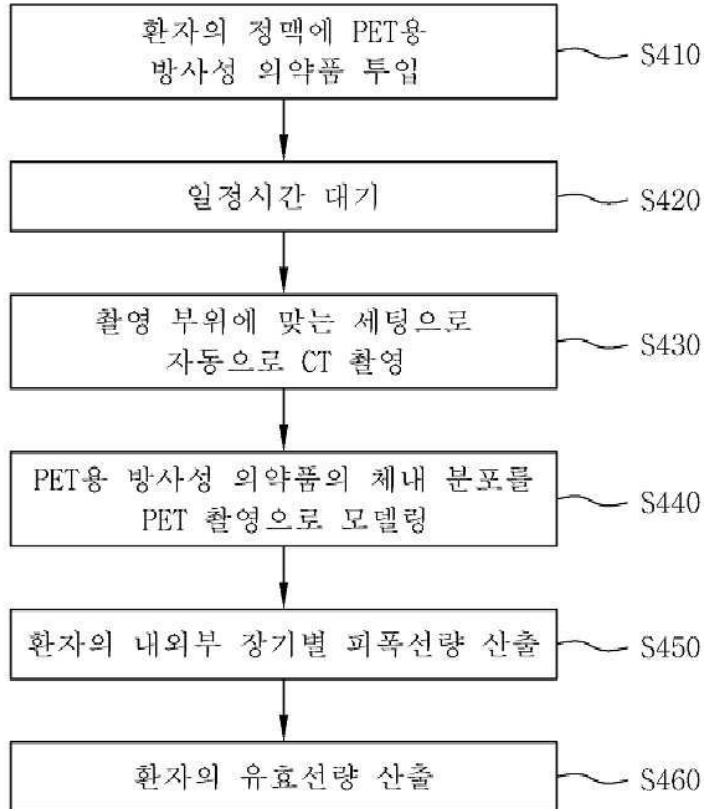 환자의 정맥에 PET용
방사성 의약품 투입
S410
일정시간 대기
S420
촬영 부위에 맞는 세팅으로
자동으로 CT 촬영
S430
PET용 방사성 의약품의 체내 분포를
PET 촬영으로 모델링
S440
환자의 내외부 장기별 피폭선량 산출
S450
환자의 유효선량 산출
S460